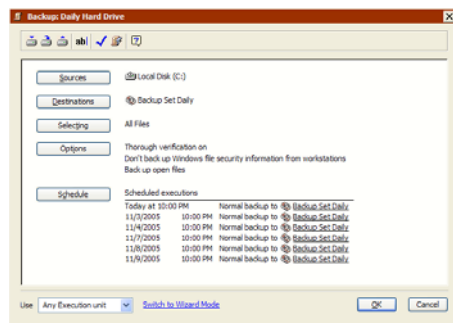 Backup: Daily Hard Drive
ab|
Sources
Local Disk (C:)
Destinations
Backup Set Daily
Selecting
All Files
Options
Thorough verification on
Don't back up Windows file security information from workstations
Back up open files
Schedule
Scheduled executions
Today at 10:00 PM Normal backup to Backup Set Daily
11/3/2005 10:00 PM Normal backup to Backup Set Daily
11/4/2005 10:00 PM Normal backup to Backup Set Daily
11/7/2005 10:00 PM Normal backup to Backup Set Daily
11/8/2005 10:00 PM Normal backup to Backup Set Daily
11/9/2005 10:00 PM Normal backup to Backup Set Daily
Use Any Execution unit Switch to Wizard Mode OK Cancel